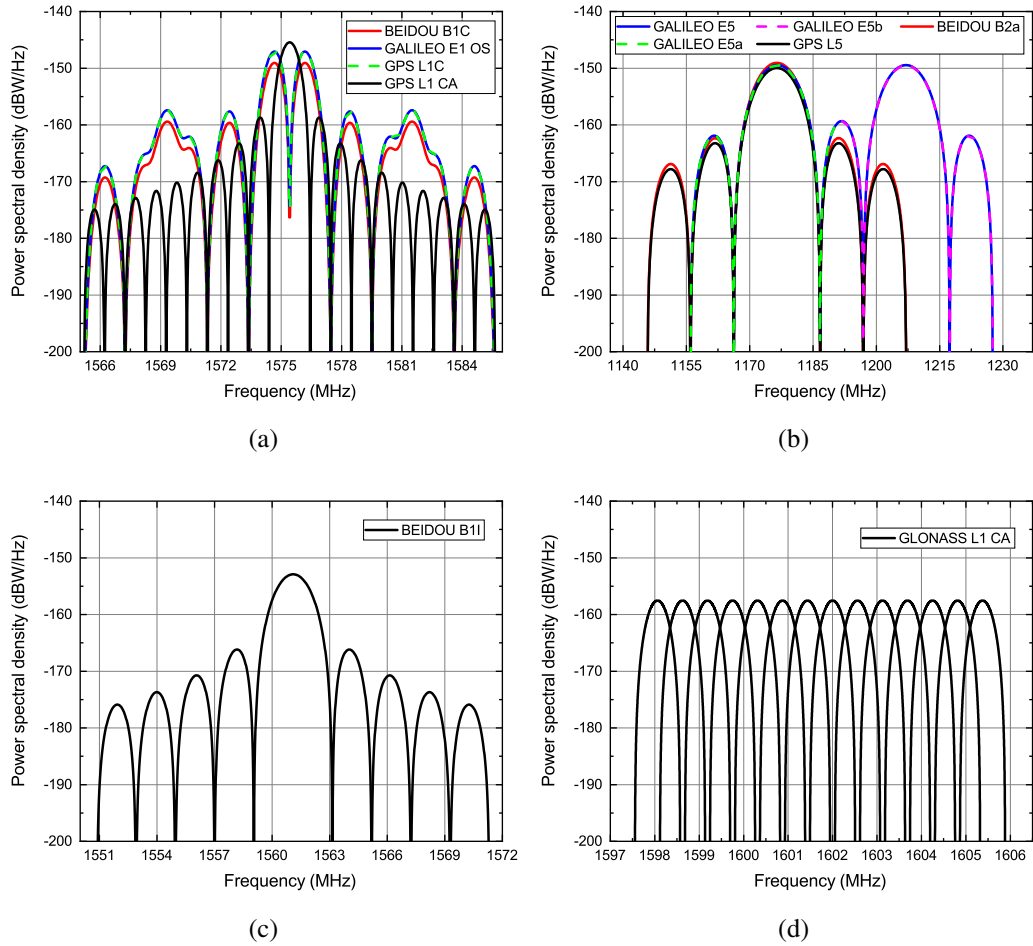 BEIDOU B1C
GALILEO E1 OS
GPS L1C
GPS L1 CA
-140
-150
-160
-170
-180
-190
-200
Power spectral density (dBW/Hz)
1566 1569 1572 1575 1578 1581 1584
Frequency (MHz)
(a)
GALILEO E5 GALILEO E5b BEIDOU B2a
GALILEO E5a GPS L5
-140
-150
-160
-170
-180
-190
-200
Power spectral density (dBW/Hz)
1140 1155 1170 1185 1200 1215 1230
Frequency (MHz)
(b)
BEIDOU B1I
-140
-150
-160
-170
-180
-190
-200
Power spectral density (dBW/Hz)
1551 1554 1557 1560 1563 1566 1569 1572
Frequency (MHz)
(c)
GLONASS L1 CA
-140
-150
-160
-170
-180
-190
-200
Power spectral density (dBW/Hz)
1597 1598 1599 1600 1601 1602 1603 1604 1605 1606
Frequency (MHz)
(d)